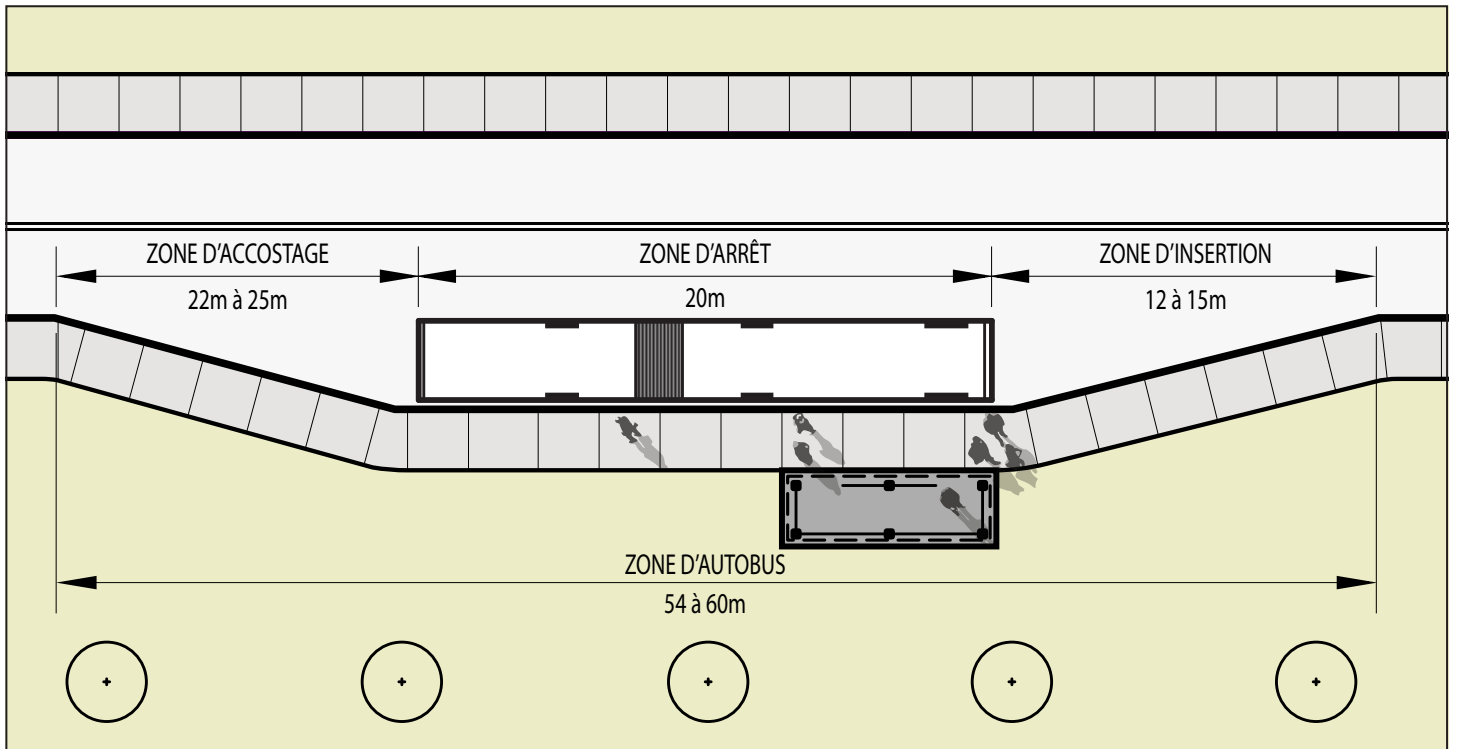 ZONE D'ACCOSTAGE
22m à 25m
ZONE D'ARRÊT
20m
ZONE D'INSERTION
12 à 15m
ZONE D'AUTOBUS
54 à 60m